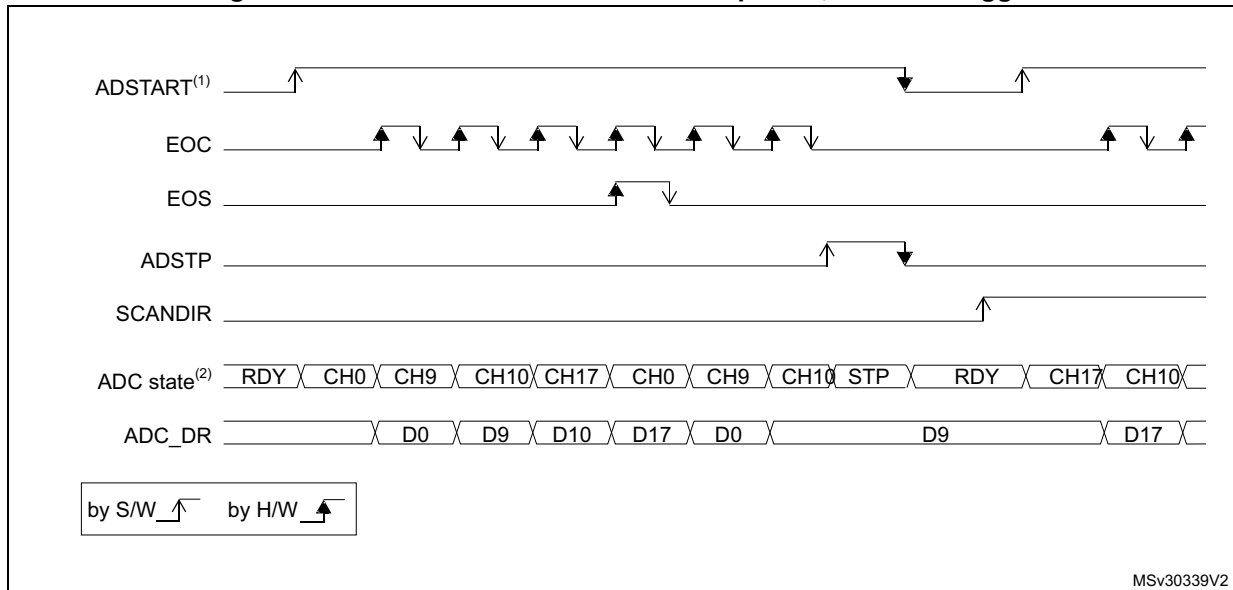 ADSTART(1)
EOC
EOS
ADSTP
SCANDIR
ADC state(2) RDY CH0 CH9 CH10 CH17 CH0 CH9 CH10 STP RDY CH17 CH10
ADC_DR D0 D9 D10 D17 D0 D9 D17
by S/W by H/W
MSv30339V2